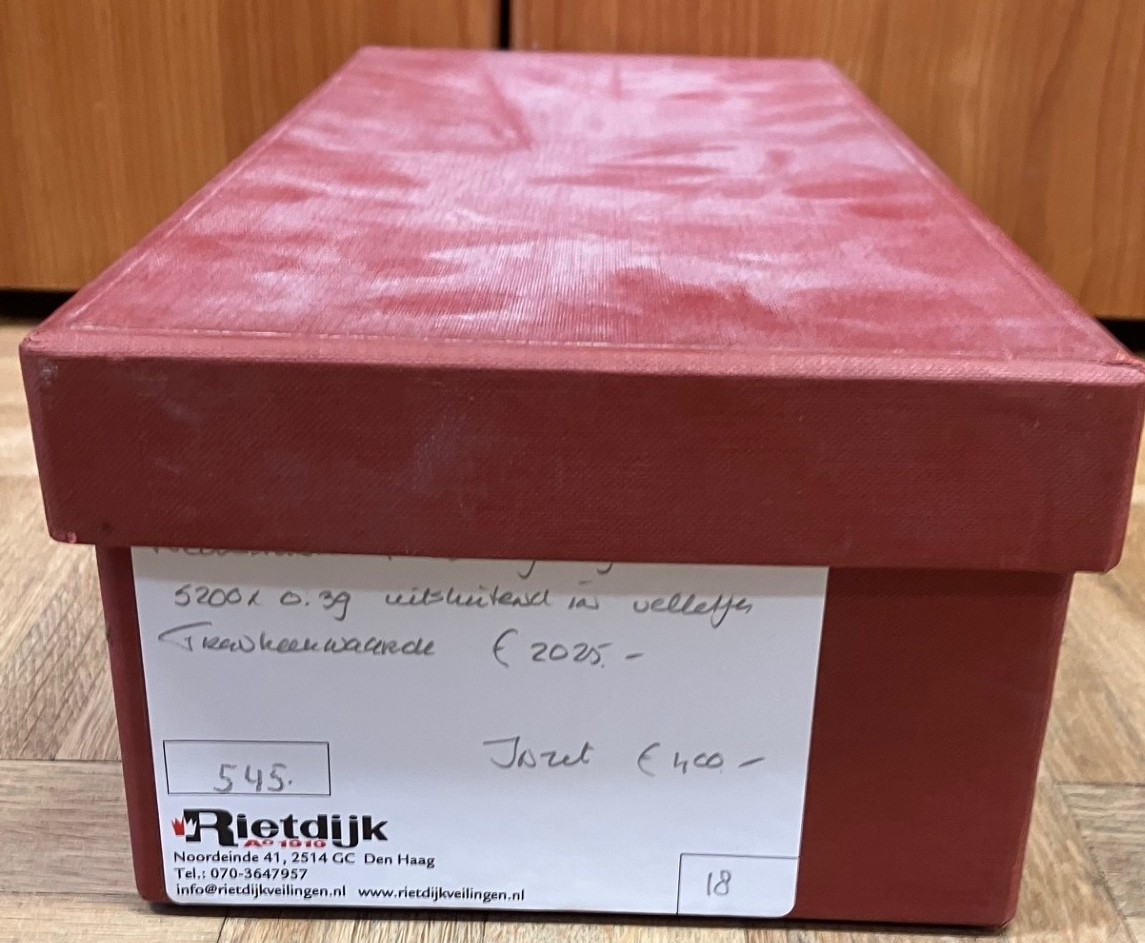 5200x 0.39 uitsluitend in velletjes
Frankeerwaarde € 2025.-
Inzet € 400.-
545.
Rietdijk
Aº 1919
Noordeinde 41, 2514 GC Den Haag
Tel.: 070-3647957
info@rietdijkveilingen.nl www.rietdijkveilingen.nl
18